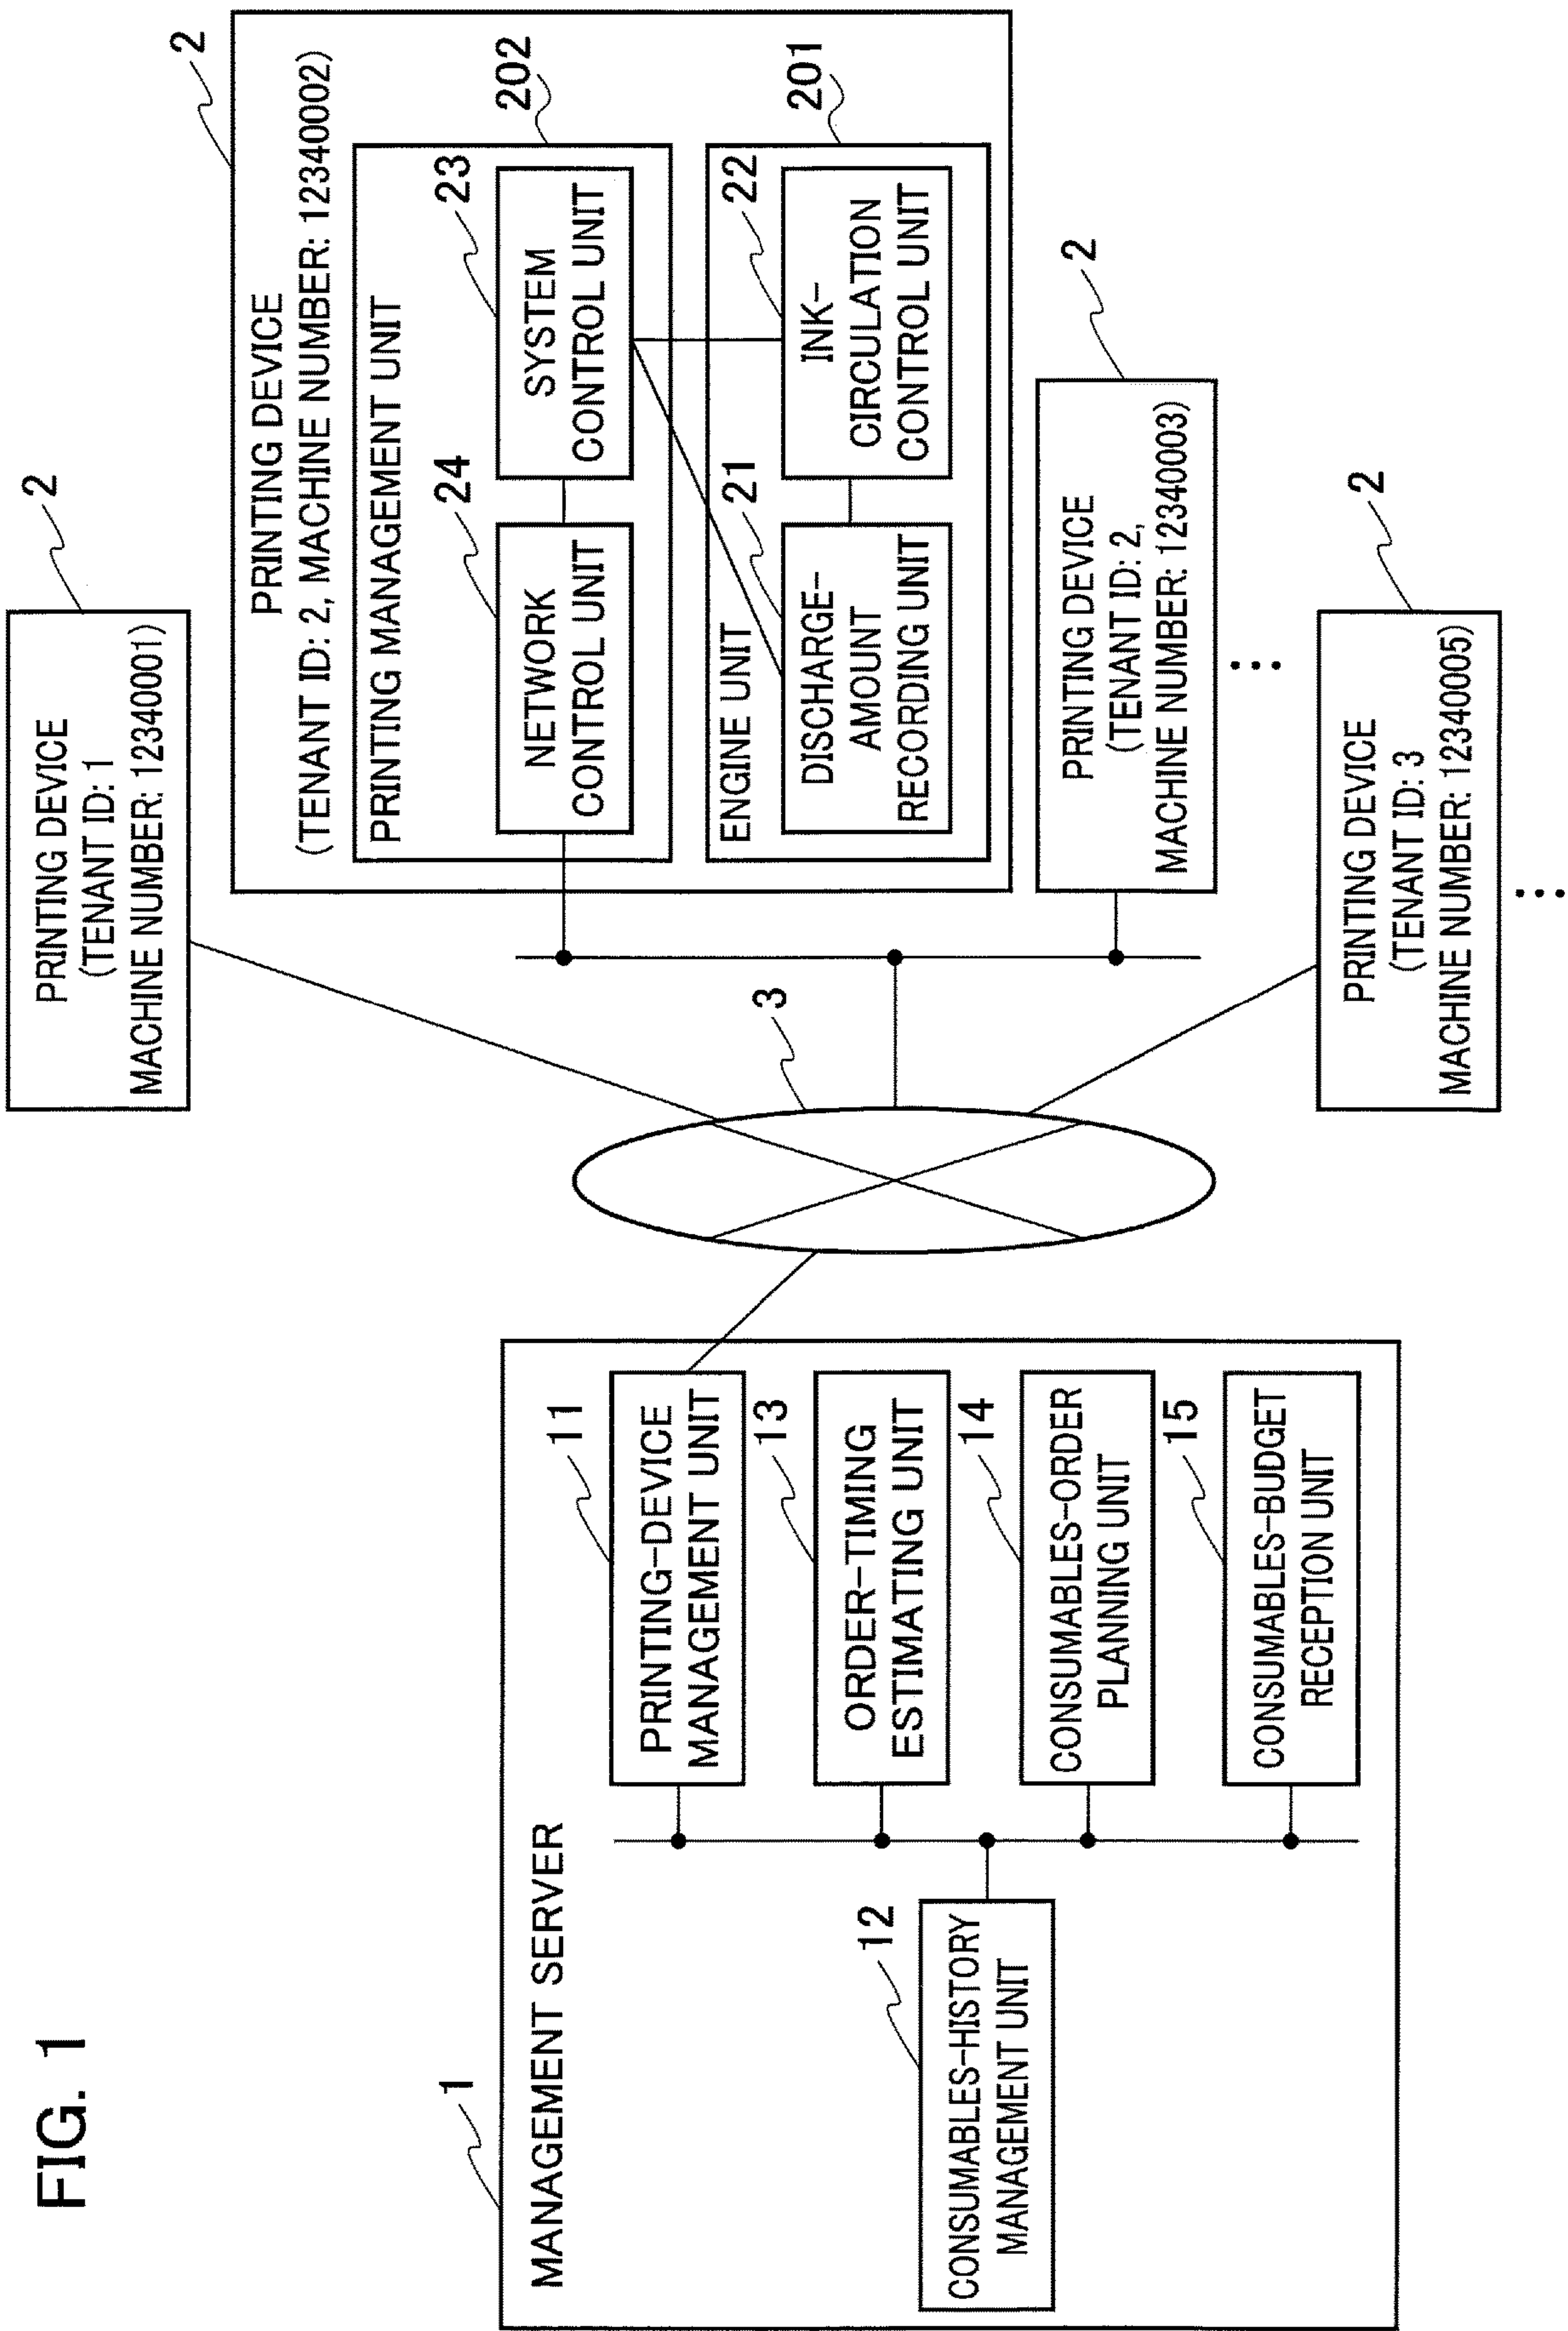 FIG. 1
1
MANAGEMENT SERVER
12
CONSUMABLES-HISTORY
MANAGEMENT UNIT
11
PRINTING-DEVICE
MANAGEMENT UNIT
13
ORDER-TIMING
ESTIMATING UNIT
14
CONSUMABLES-ORDER
PLANNING UNIT
15
CONSUMABLES-BUDGET
RECEPTION UNIT
3
2
PRINTING DEVICE
(TENANT ID: 1
MACHINE NUMBER: 12340001)
2
PRINTING DEVICE
(TENANT ID: 2, MACHINE NUMBER: 12340002)
202
PRINTING MANAGEMENT UNIT
24
NETWORK
CONTROL UNIT
23
SYSTEM
CONTROL UNIT
201
ENGINE UNIT
21
DISCHARGE-
AMOUNT
RECORDING UNIT
22
INK-
CIRCULATION
CONTROL UNIT
2
PRINTING DEVICE
(TENANT ID: 2,
MACHINE NUMBER: 12340003)
...
2
PRINTING DEVICE
(TENANT ID: 3
MACHINE NUMBER: 12340005)
...